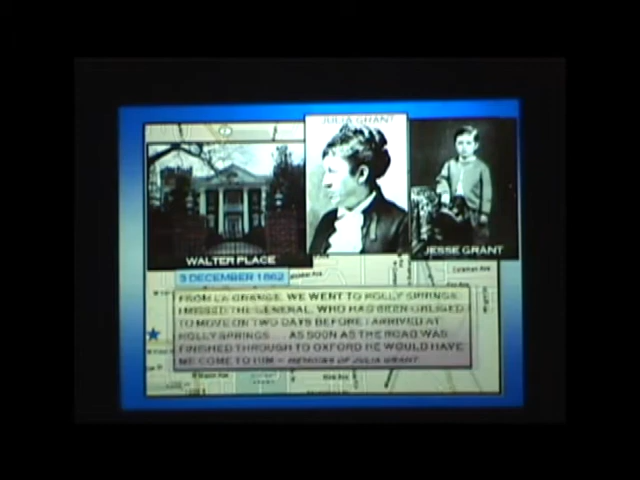 JULIA GRANT
WALTER PLACE
JESSE GRANT
3 DECEMBER 1862
FROM LA GRANGE, WE WENT TO HOLLY SPRINGS.
I MISSED THE GENERAL, WHO HAD BEEN OBLIGED
TO MOVE ON TWO DAYS BEFORE I ARRIVED AT
HOLLY SPRINGS . . . AS SOON AS THE ROAD WAS
FINISHED THROUGH TO OXFORD HE WOULD HAVE
ME COME TO HIM - MEMOIRS OF JULIA GRANT